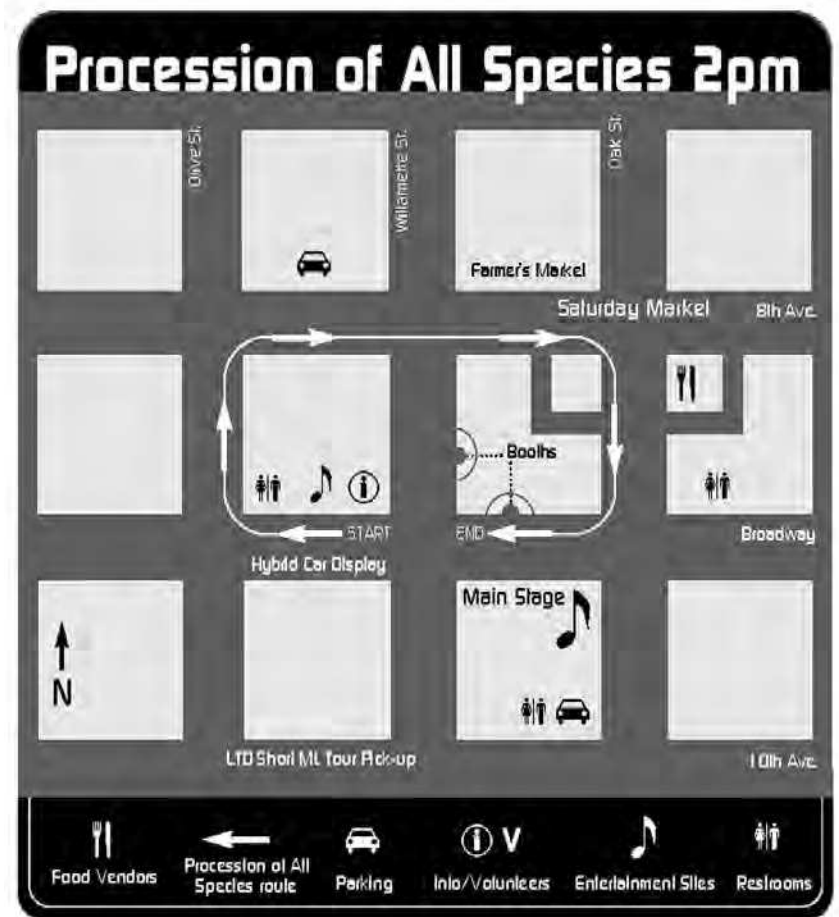 Procession of All Species 2pm
Olive St.
Willamette St.
Oak St.
Farmer's Market
Saturday Market
8th Ave.
Booths
START
END
Broadway
Hybrid Car Display
Main Stage
N
LTD Short Mt. Tour Pick-up
10th Ave.
i V
Food Vendors
Procession of All
Species route
Parking
Info/Volunteers
Entertainment Sites
Restrooms